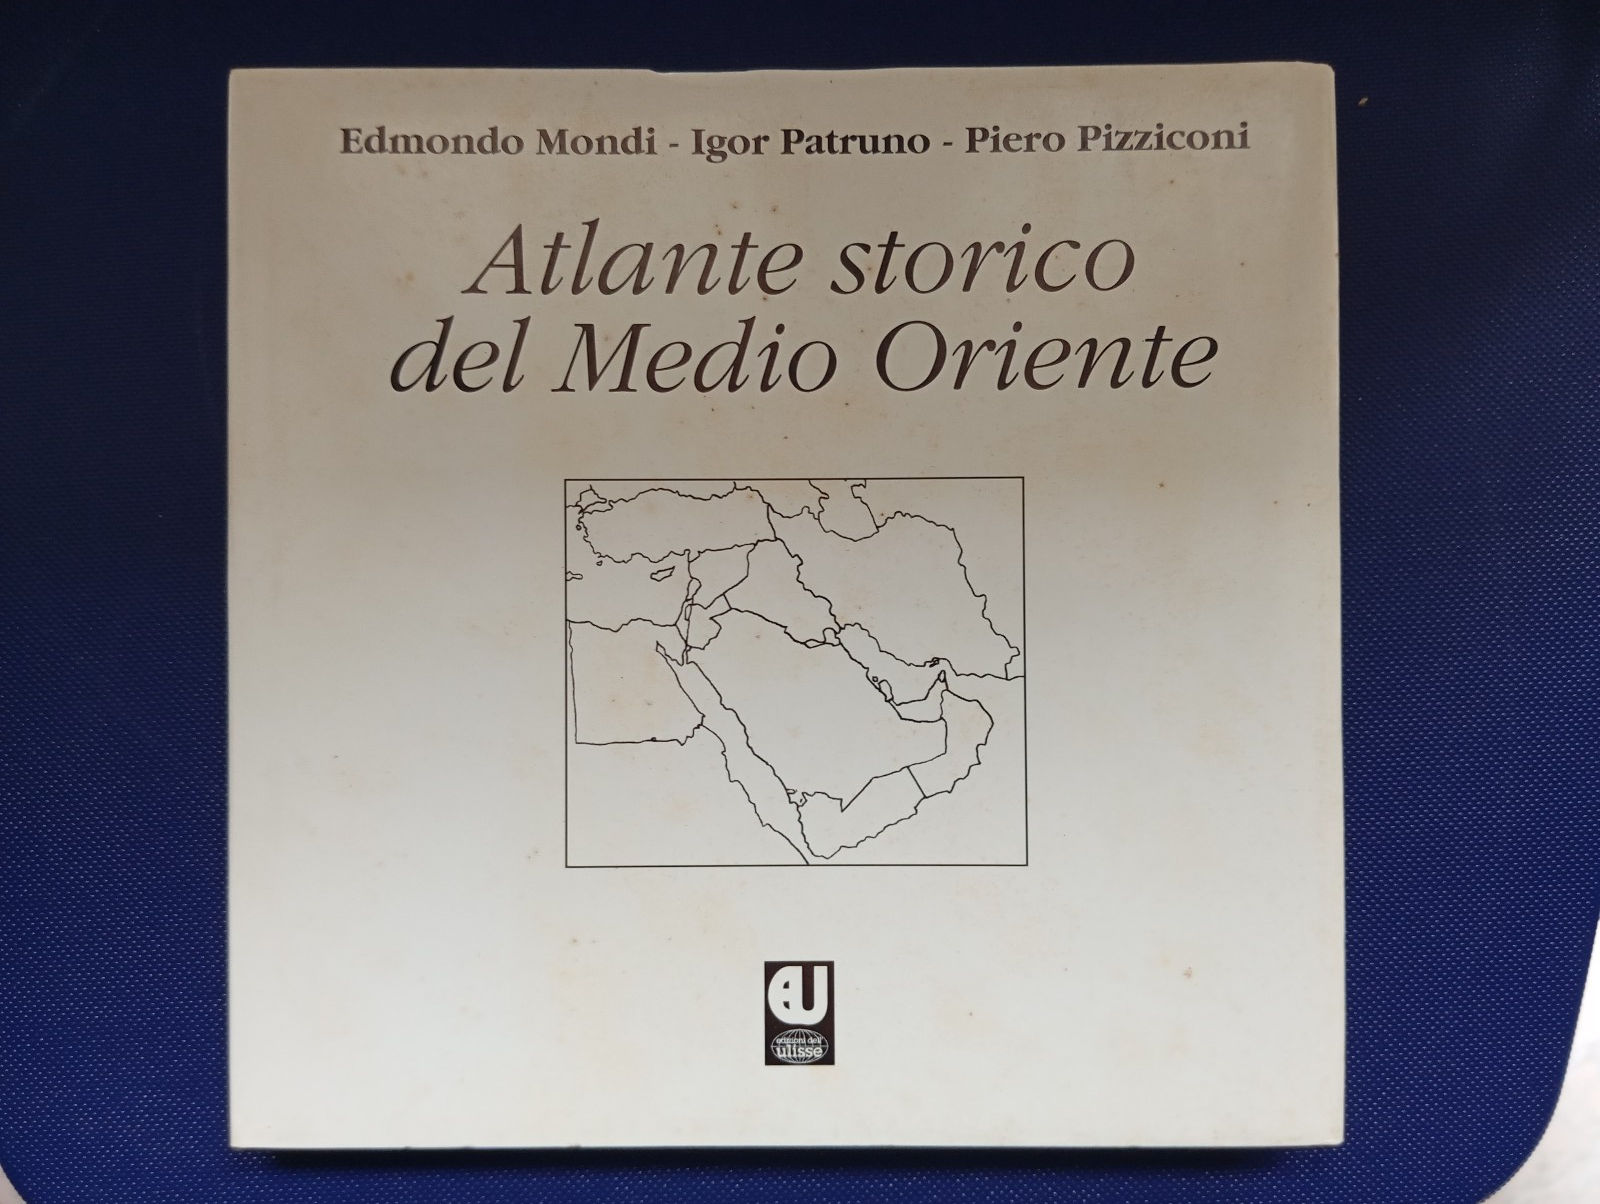 Edmondo Mondi - Igor Patruno - Piero Pizziconi
Atlante storico
del Medio Oriente
EU
edizioni dell'
ulisse